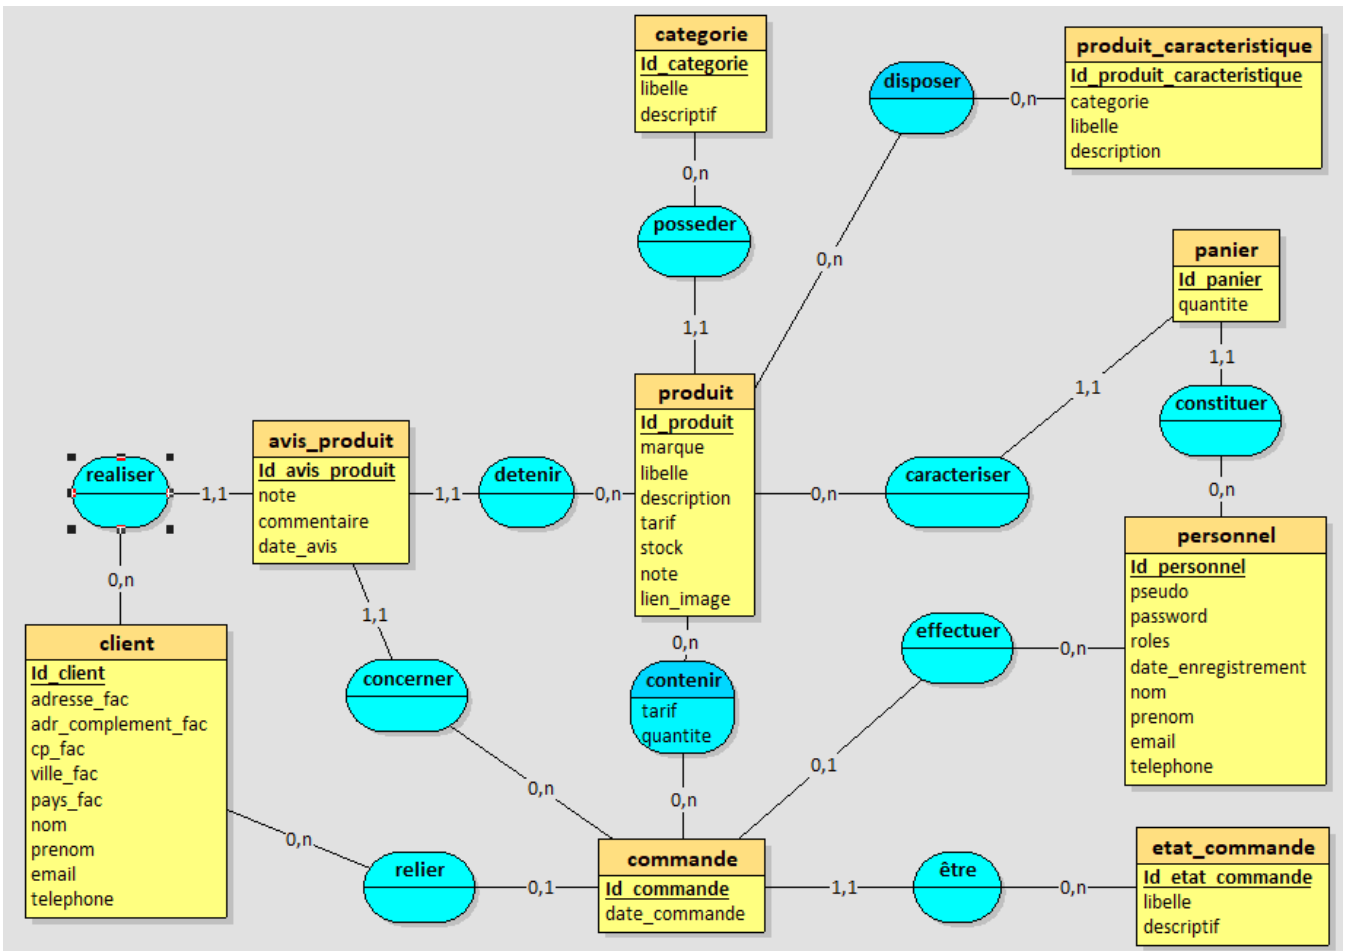 categorie
Id_categorie
libelle
descriptif
0,n
posseder
1,1
disposer
0,n
0,n
produit_caracteristique
Id_produit_caracteristique
categorie
libelle
description
panier
Id_panier
quantite
1,1
1,1
constituer
0,n
produit
Id_produit
marque
libelle
description
tarif
stock
note
lien_image
0,n
caracteriser
realiser
1,1
0,n
avis_produit
Id_avis_produit
note
commentaire
date_avis
1,1
detenir
0,n
1,1
concerner
0,n
personnel
Id_personnel
pseudo
password
roles
date_enregistrement
nom
prenom
email
telephone
effectuer
0,n
0,1
0,n
contenir
tarif
quantite
0,n
client
Id_client
adresse_fac
adr_complement_fac
cp_fac
ville_fac
pays_fac
nom
prenom
email
telephone
0,n
relier
0,1
commande
Id_commande
date_commande
1,1
être
0,n
etat_commande
Id_etat_commande
libelle
descriptif